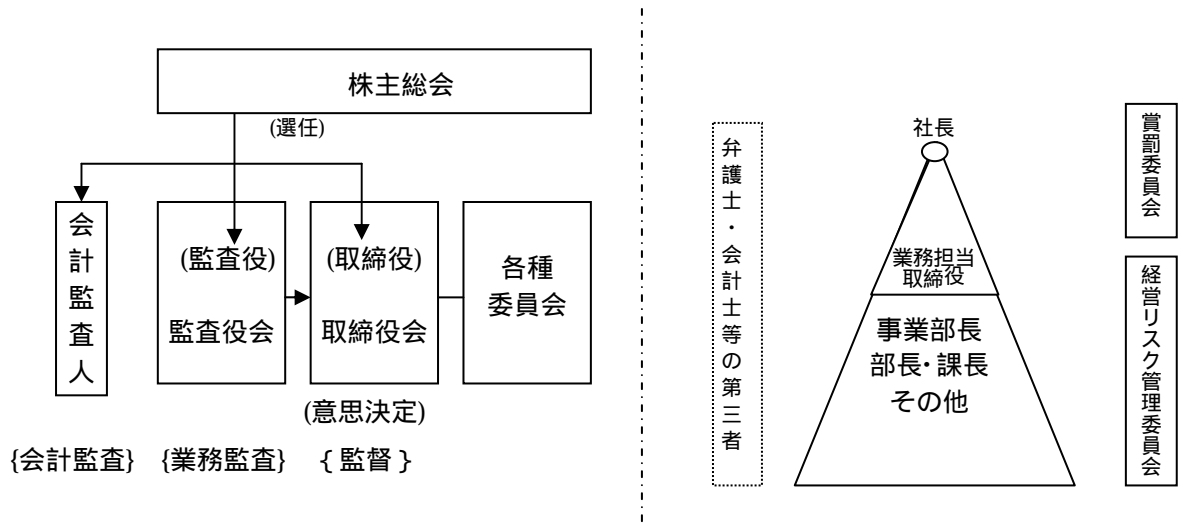 株主総会
(選任)
会計監査人
(監査役)
監査役会
(取締役)
取締役会
各種
委員会
(意思決定)
{会計監査} {業務監査} { 監督 }
弁護士・会計士等の第三者
社長
業務担当
取締役
事業部長
部長・課長
その他
賞罰委員会
経営リスク管理委員会